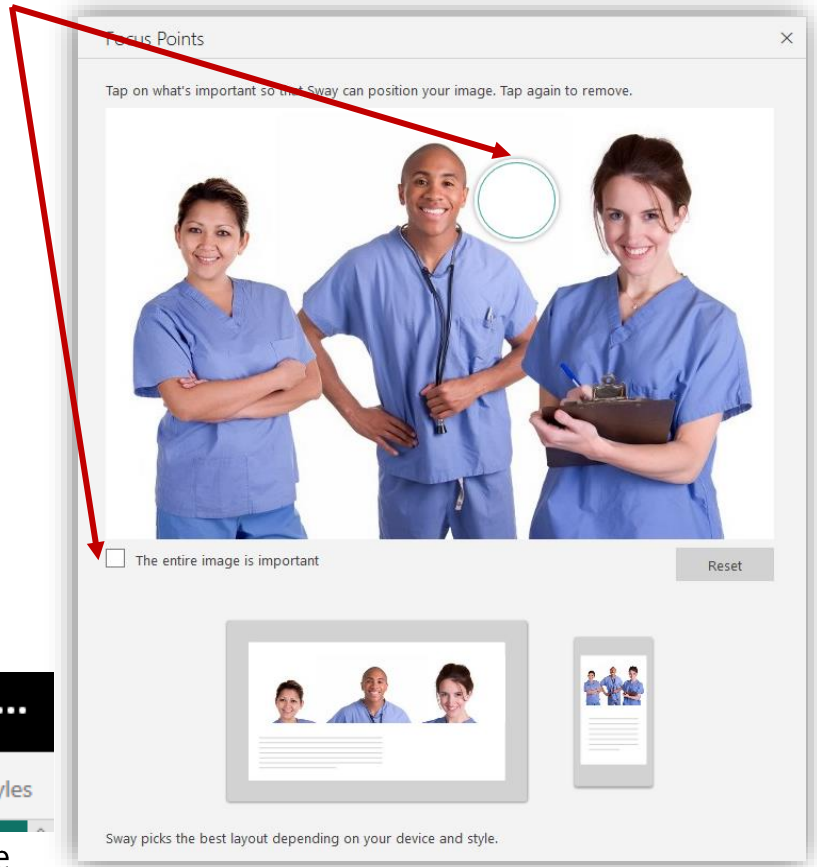 Focus Points
Tap on what's important so that Sway can position your image. Tap again to remove.
The entire image is important
Reset
Sway picks the best layout depending on your device and style.